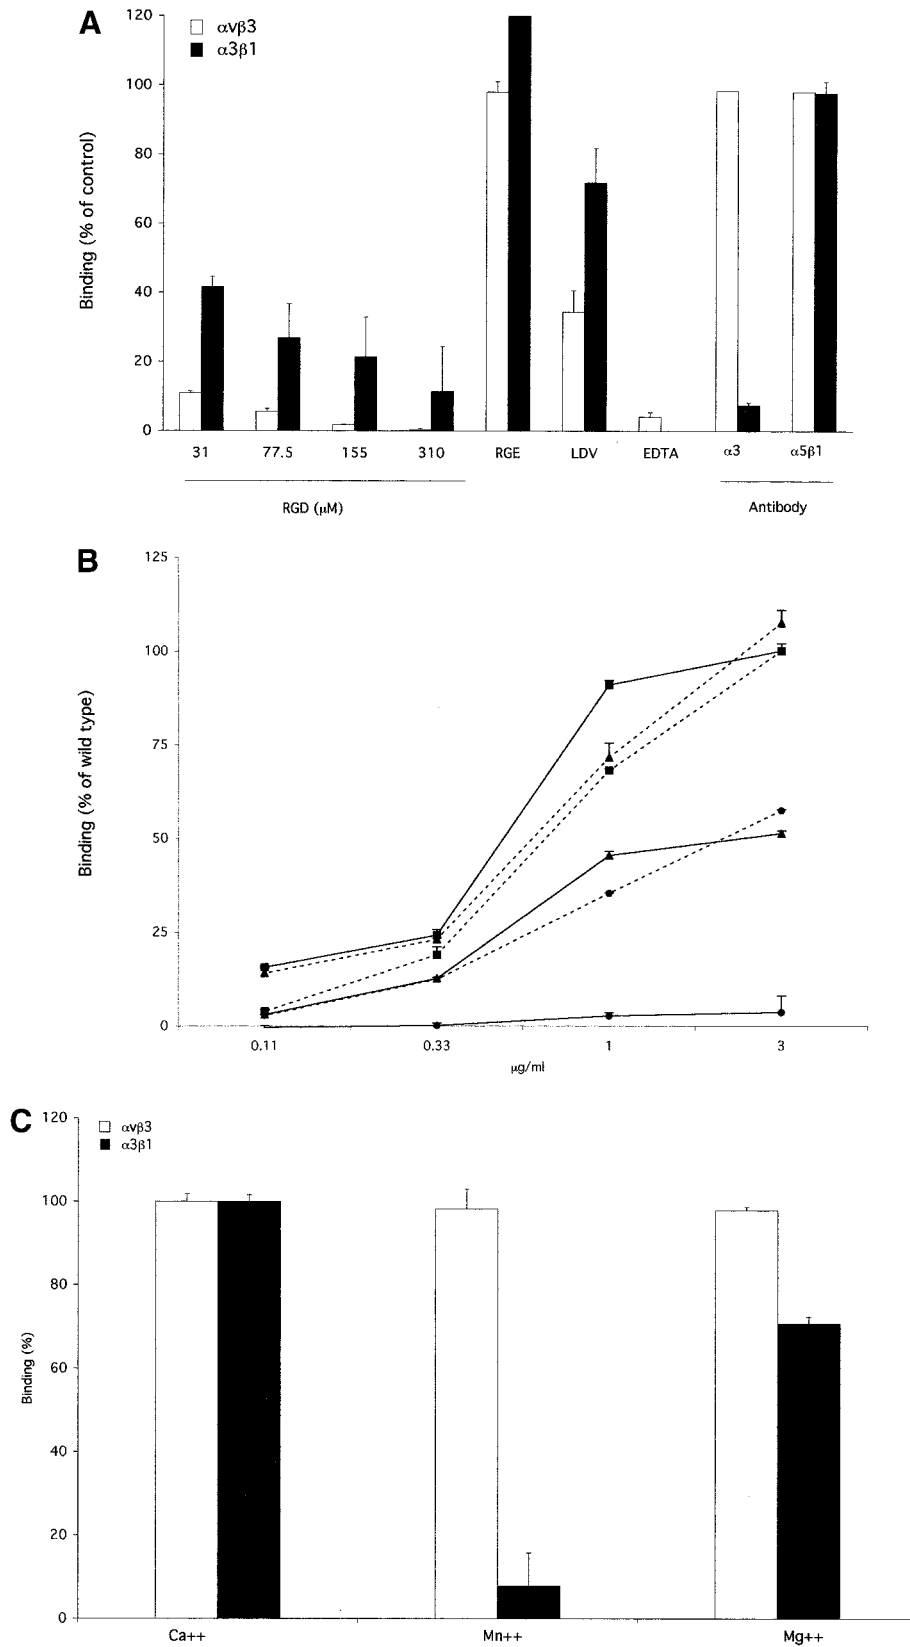 A
αvβ3
α3β1
Binding (% of control)
120
100
80
60
40
20
0
31 77.5 155 310 RGE LDV EDTA α3 α5β1
RGD (μM) Antibody
B
Binding (% of wild type)
125
100
75
50
25
0
0.11 0.33 1 3
μg/ml
C
αvβ3
α3β1
Binding (%)
120
100
80
60
40
20
0
Ca++ Mn++ Mg++